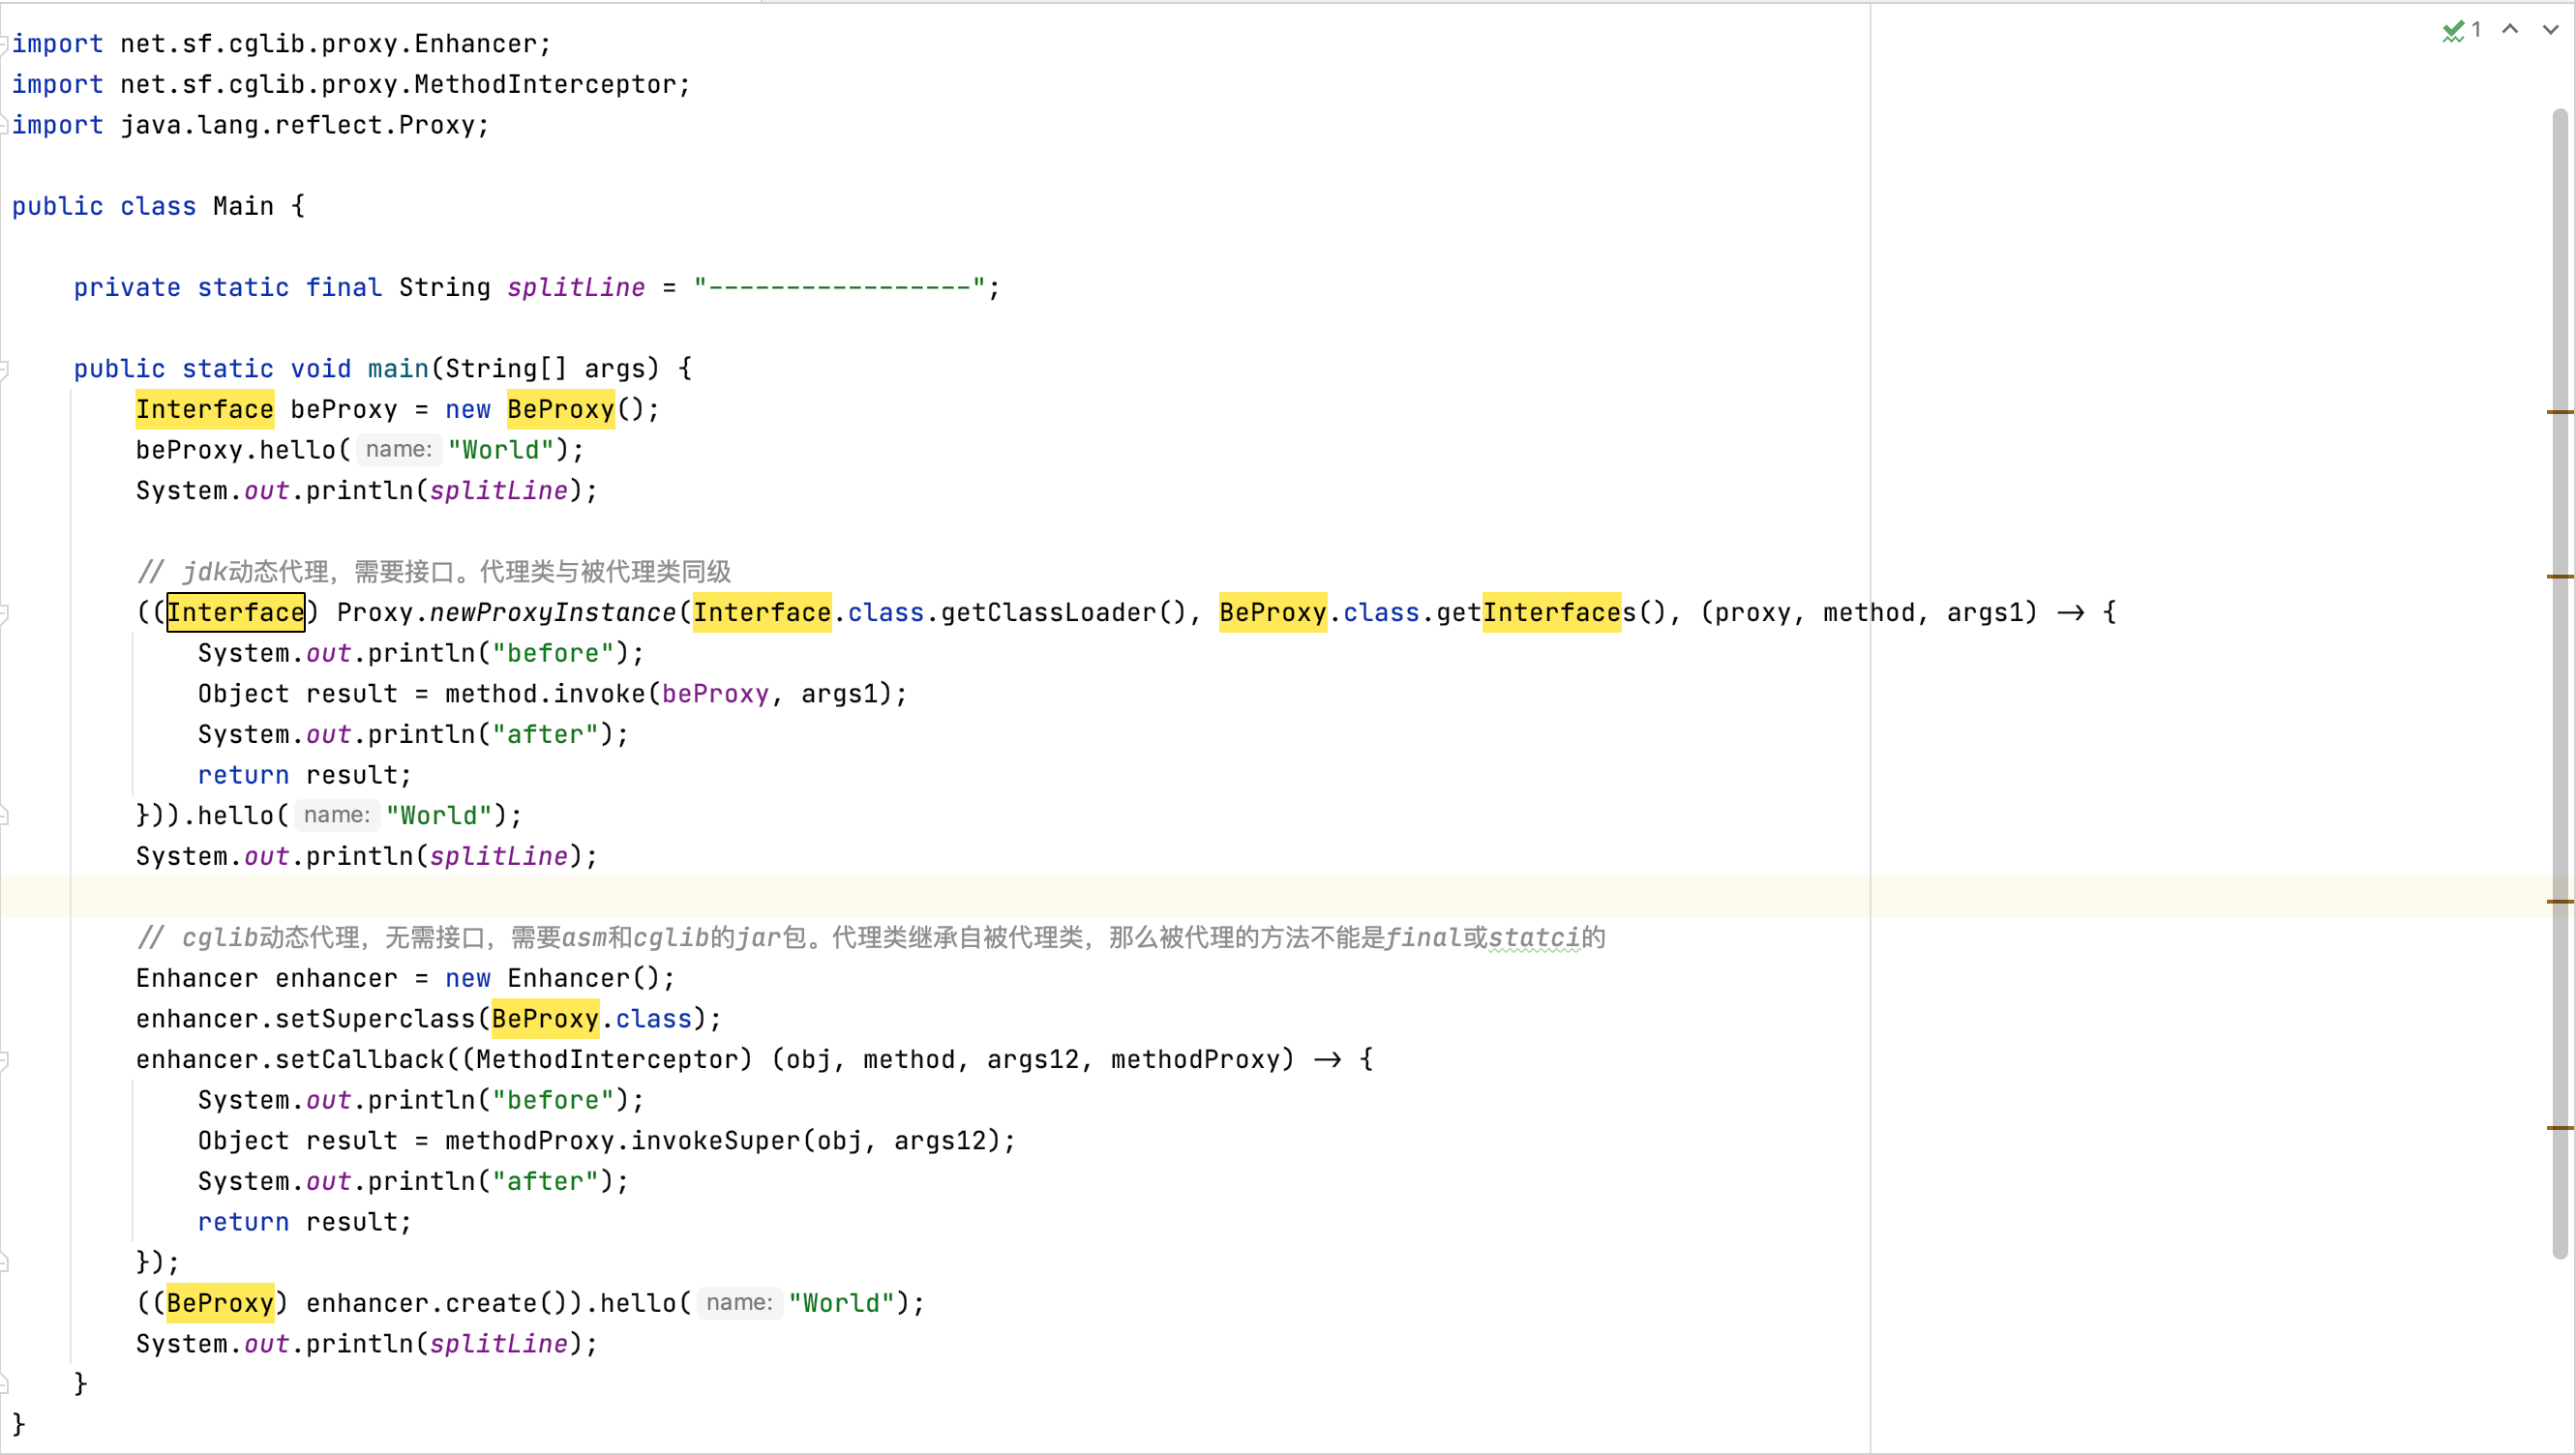 import net.sf.cglib.proxy.Enhancer;
import net.sf.cglib.proxy.MethodInterceptor;
import java.lang.reflect.Proxy;
1
public class Main {
private static final String splitLine = "-----------------";
public static void main(String[] args) {
Interface beProxy = new BeProxy();
beProxy.hello( name: "World");
System.out.println(splitLine);
// jdk动态代理，需要接口。代理类与被代理类同级
((Interface) Proxy.newProxyInstance(Interface.class.getClassLoader(), BeProxy.class.getInterfaces(), (proxy, method, args1) -> {
System.out.println("before");
Object result = method.invoke(beProxy, args1);
System.out.println("after");
return result;
})).hello( name: "World");
System.out.println(splitLine);
// cglib动态代理，无需接口，需要asm和cglib的jar包。代理类继承自被代理类，那么被代理的方法不能是final或statci的
Enhancer enhancer = new Enhancer();
enhancer.setSuperclass(BeProxy.class);
enhancer.setCallback((MethodInterceptor) (obj, method, args12, methodProxy) -> {
System.out.println("before");
Object result = methodProxy.invokeSuper(obj, args12);
System.out.println("after");
return result;
});
((BeProxy) enhancer.create()).hello( name: "World");
System.out.println(splitLine);
}
}